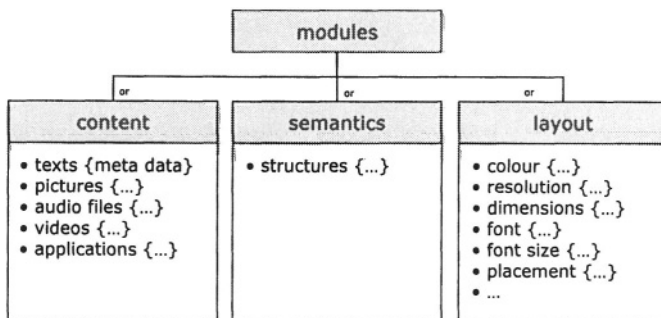 modules
or
or
or
content
• texts {meta data}
• pictures {...}
• audio files {...}
• videos {...}
• applications {...}
semantics
• structures {...}
layout
• colour {...}
• resolution {...}
• dimensions {...}
• font {...}
• font size {...}
• placement {...}
• ...